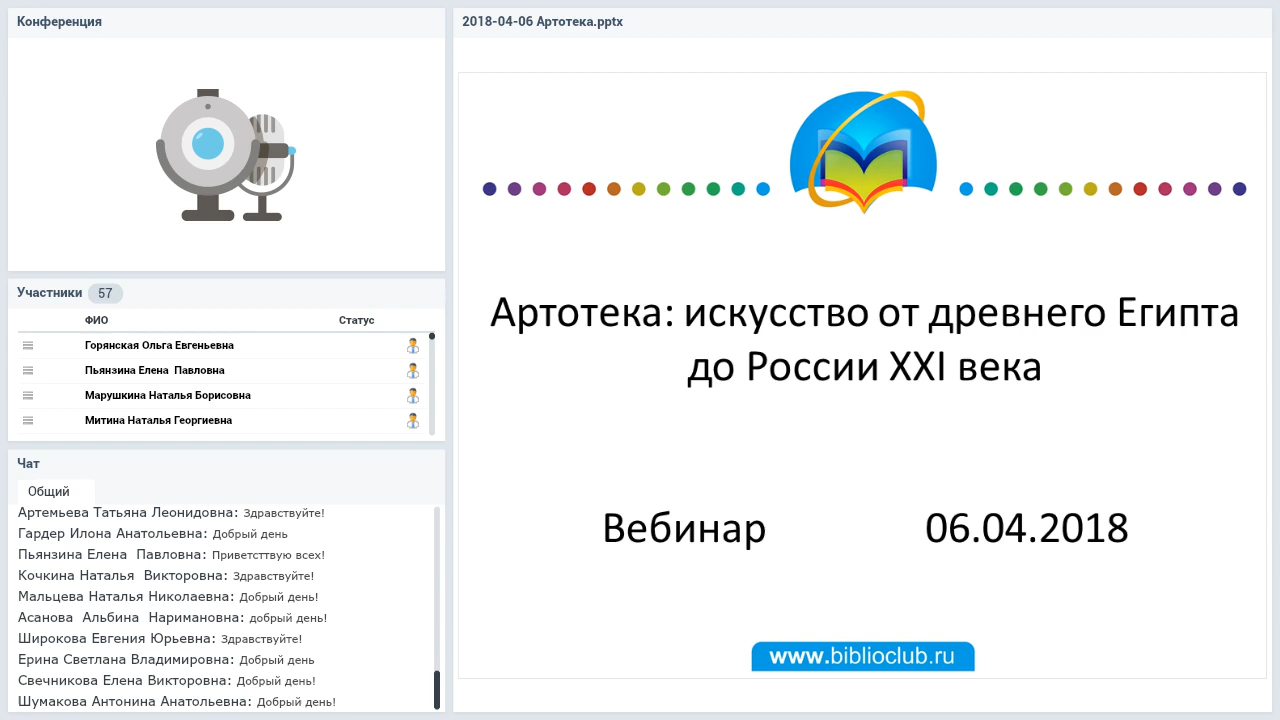 Конференция
Участники 57
ФИО Статус
Горянская Ольга Евгеньевна
Пьянзина Елена Павловна
Марушкина Наталья Борисовна
Митина Наталья Георгиевна
Чат
Общий
Артемьева Татьяна Леонидовна: Здравствуйте!
Гардер Илона Анатольевна: Добрый день
Пьянзина Елена Павловна: Приветсттвую всех!
Кочкина Наталья Викторовна: Здравствуйте!
Мальцева Наталья Николаевна: Добрый день!
Асанова Альбина Наримановна: добрый день!
Широкова Евгения Юрьевна: Здравствуйте!
Ерина Светлана Владимировна: Добрый день
Свечникова Елена Викторовна: Добрый день!
Шумакова Антонина Анатольевна: Добрый день!
2018-04-06 Артотека.pptx
Артотека: искусство от древнего Египта
до России XXI века
Вебинар 06.04.2018
www.biblioclub.ru